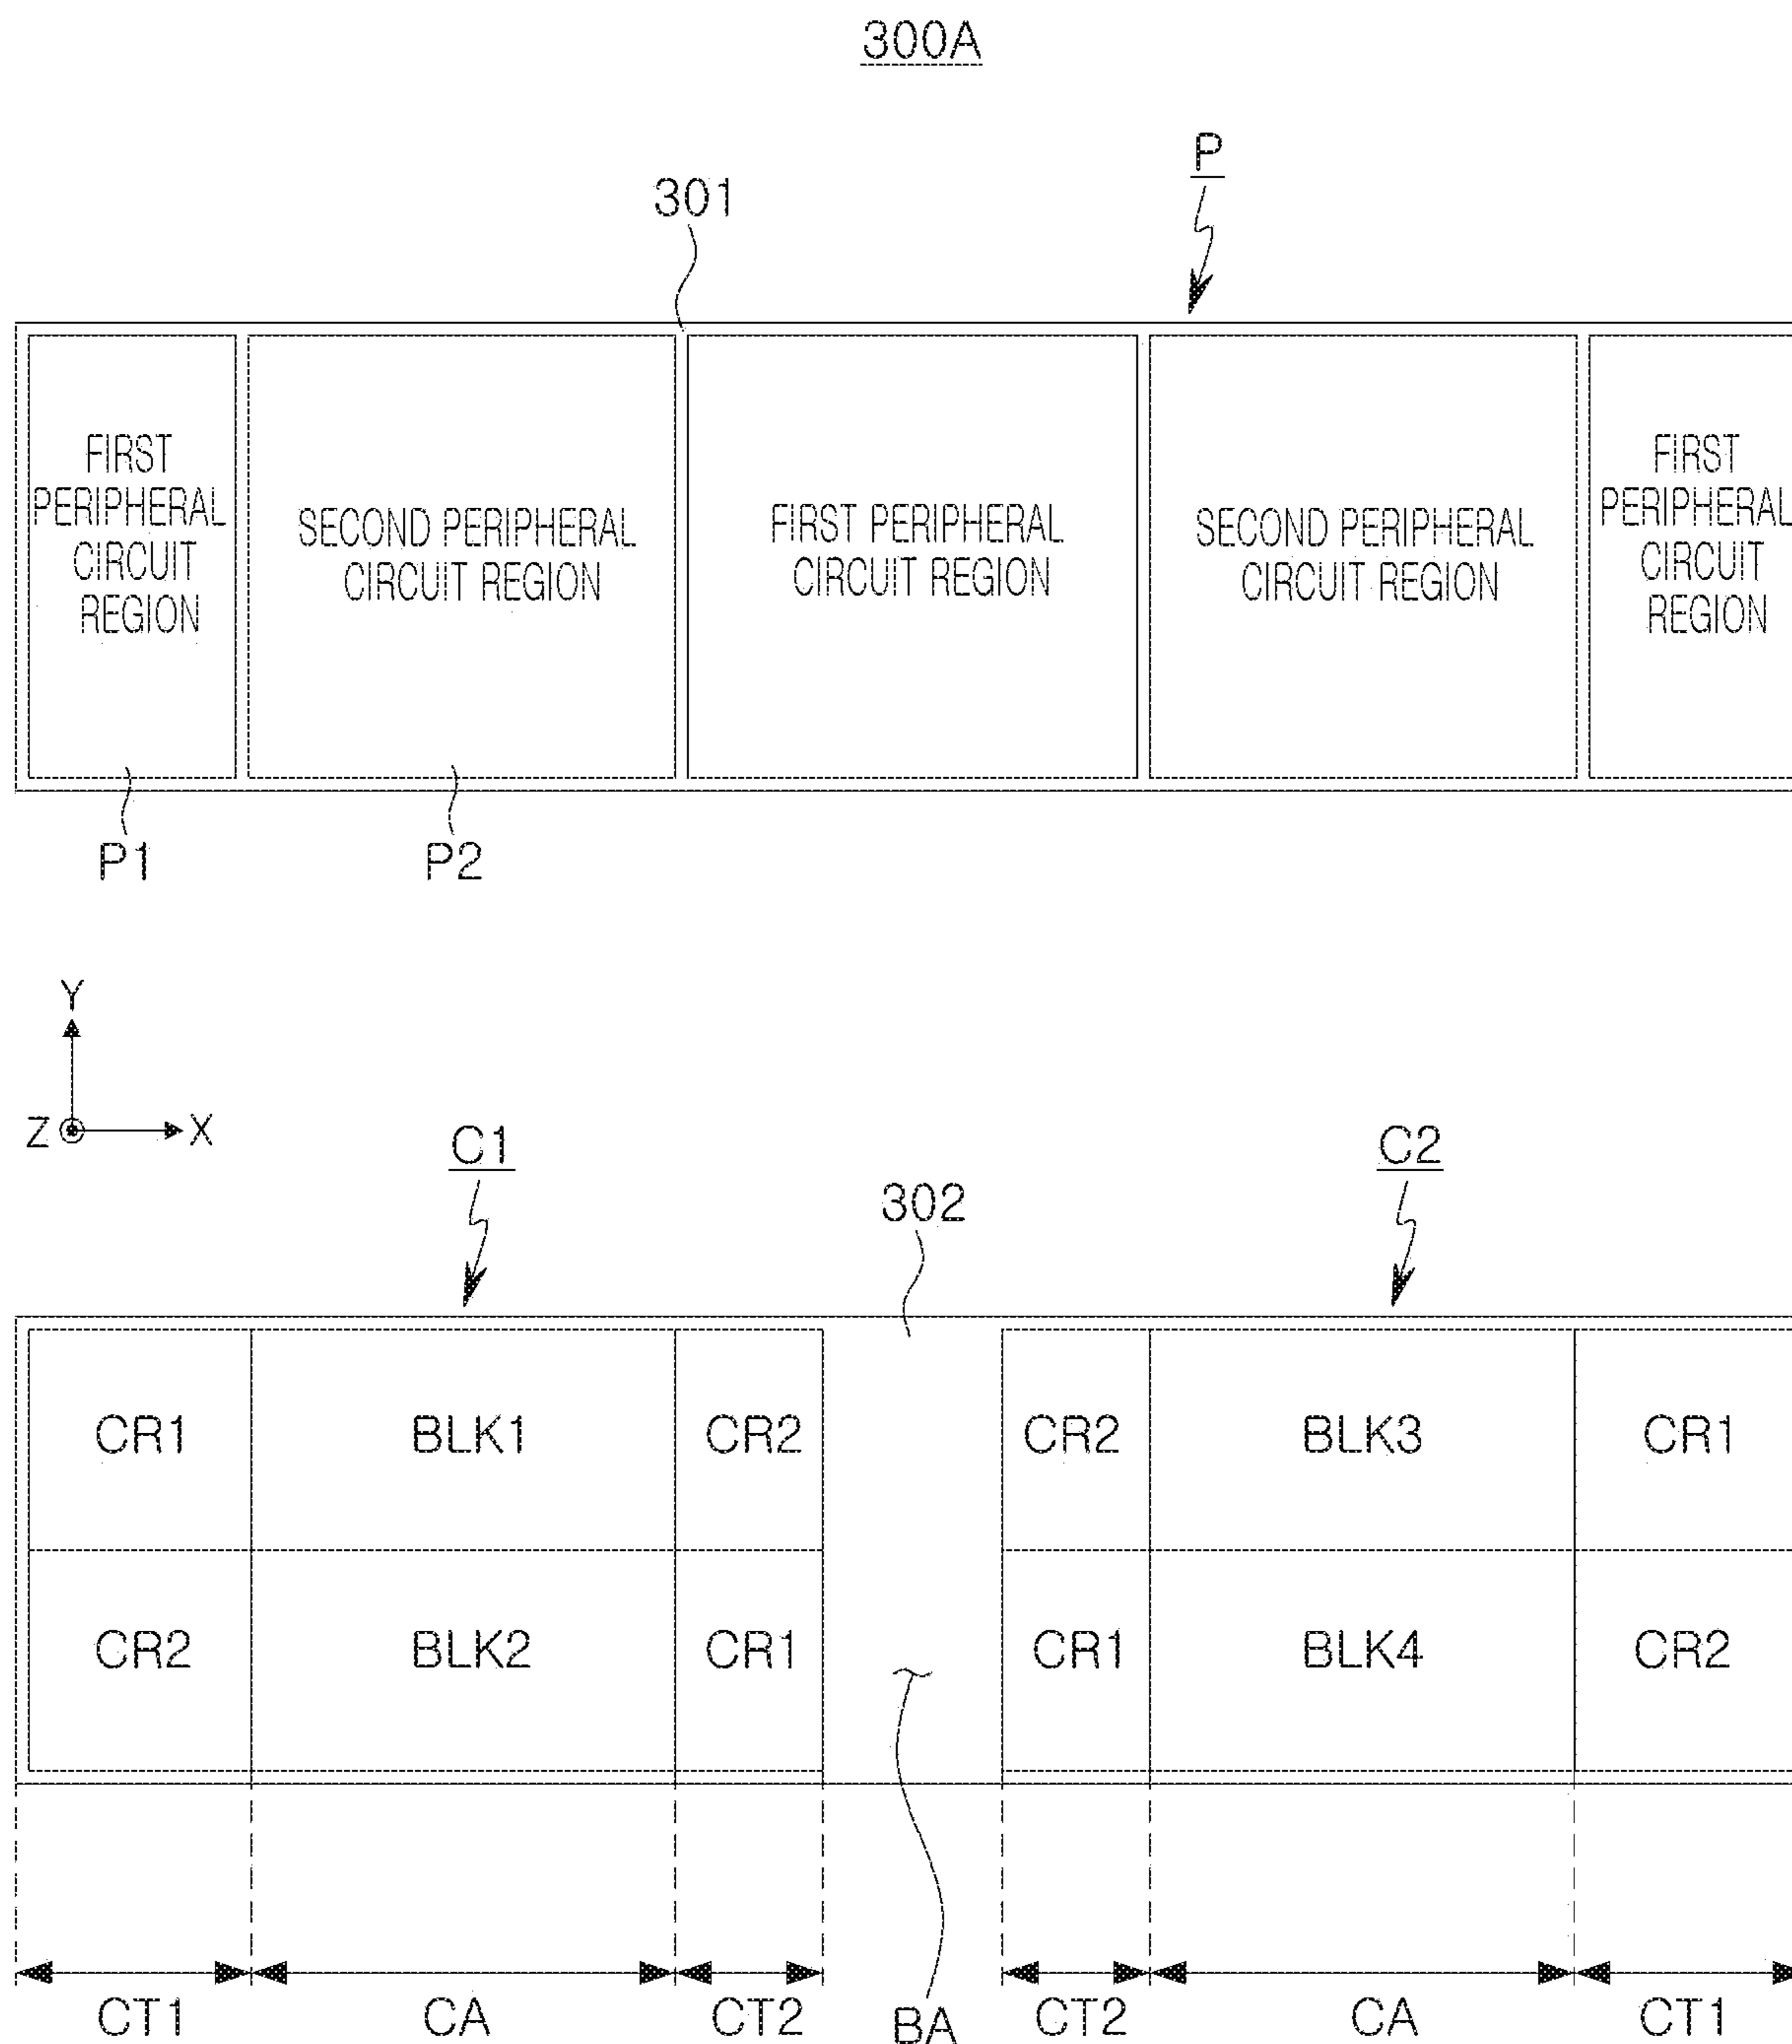 300A
P
301
FIRST
PERIPHERAL
CIRCUIT
REGION
SECOND PERIPHERAL
CIRCUIT REGION
FIRST PERIPHERAL
CIRCUIT REGION
SECOND PERIPHERAL
CIRCUIT REGION
FIRST
PERIPHERAL
CIRCUIT
REGION
P1
P2
Y
Z
X
C1
C2
302
CR1
BLK1
CR2
CR2
BLK3
CR1
CR2
BLK2
CR1
CR1
BLK4
CR2
CT1
CA
CT2
BA
CT2
CA
CT1